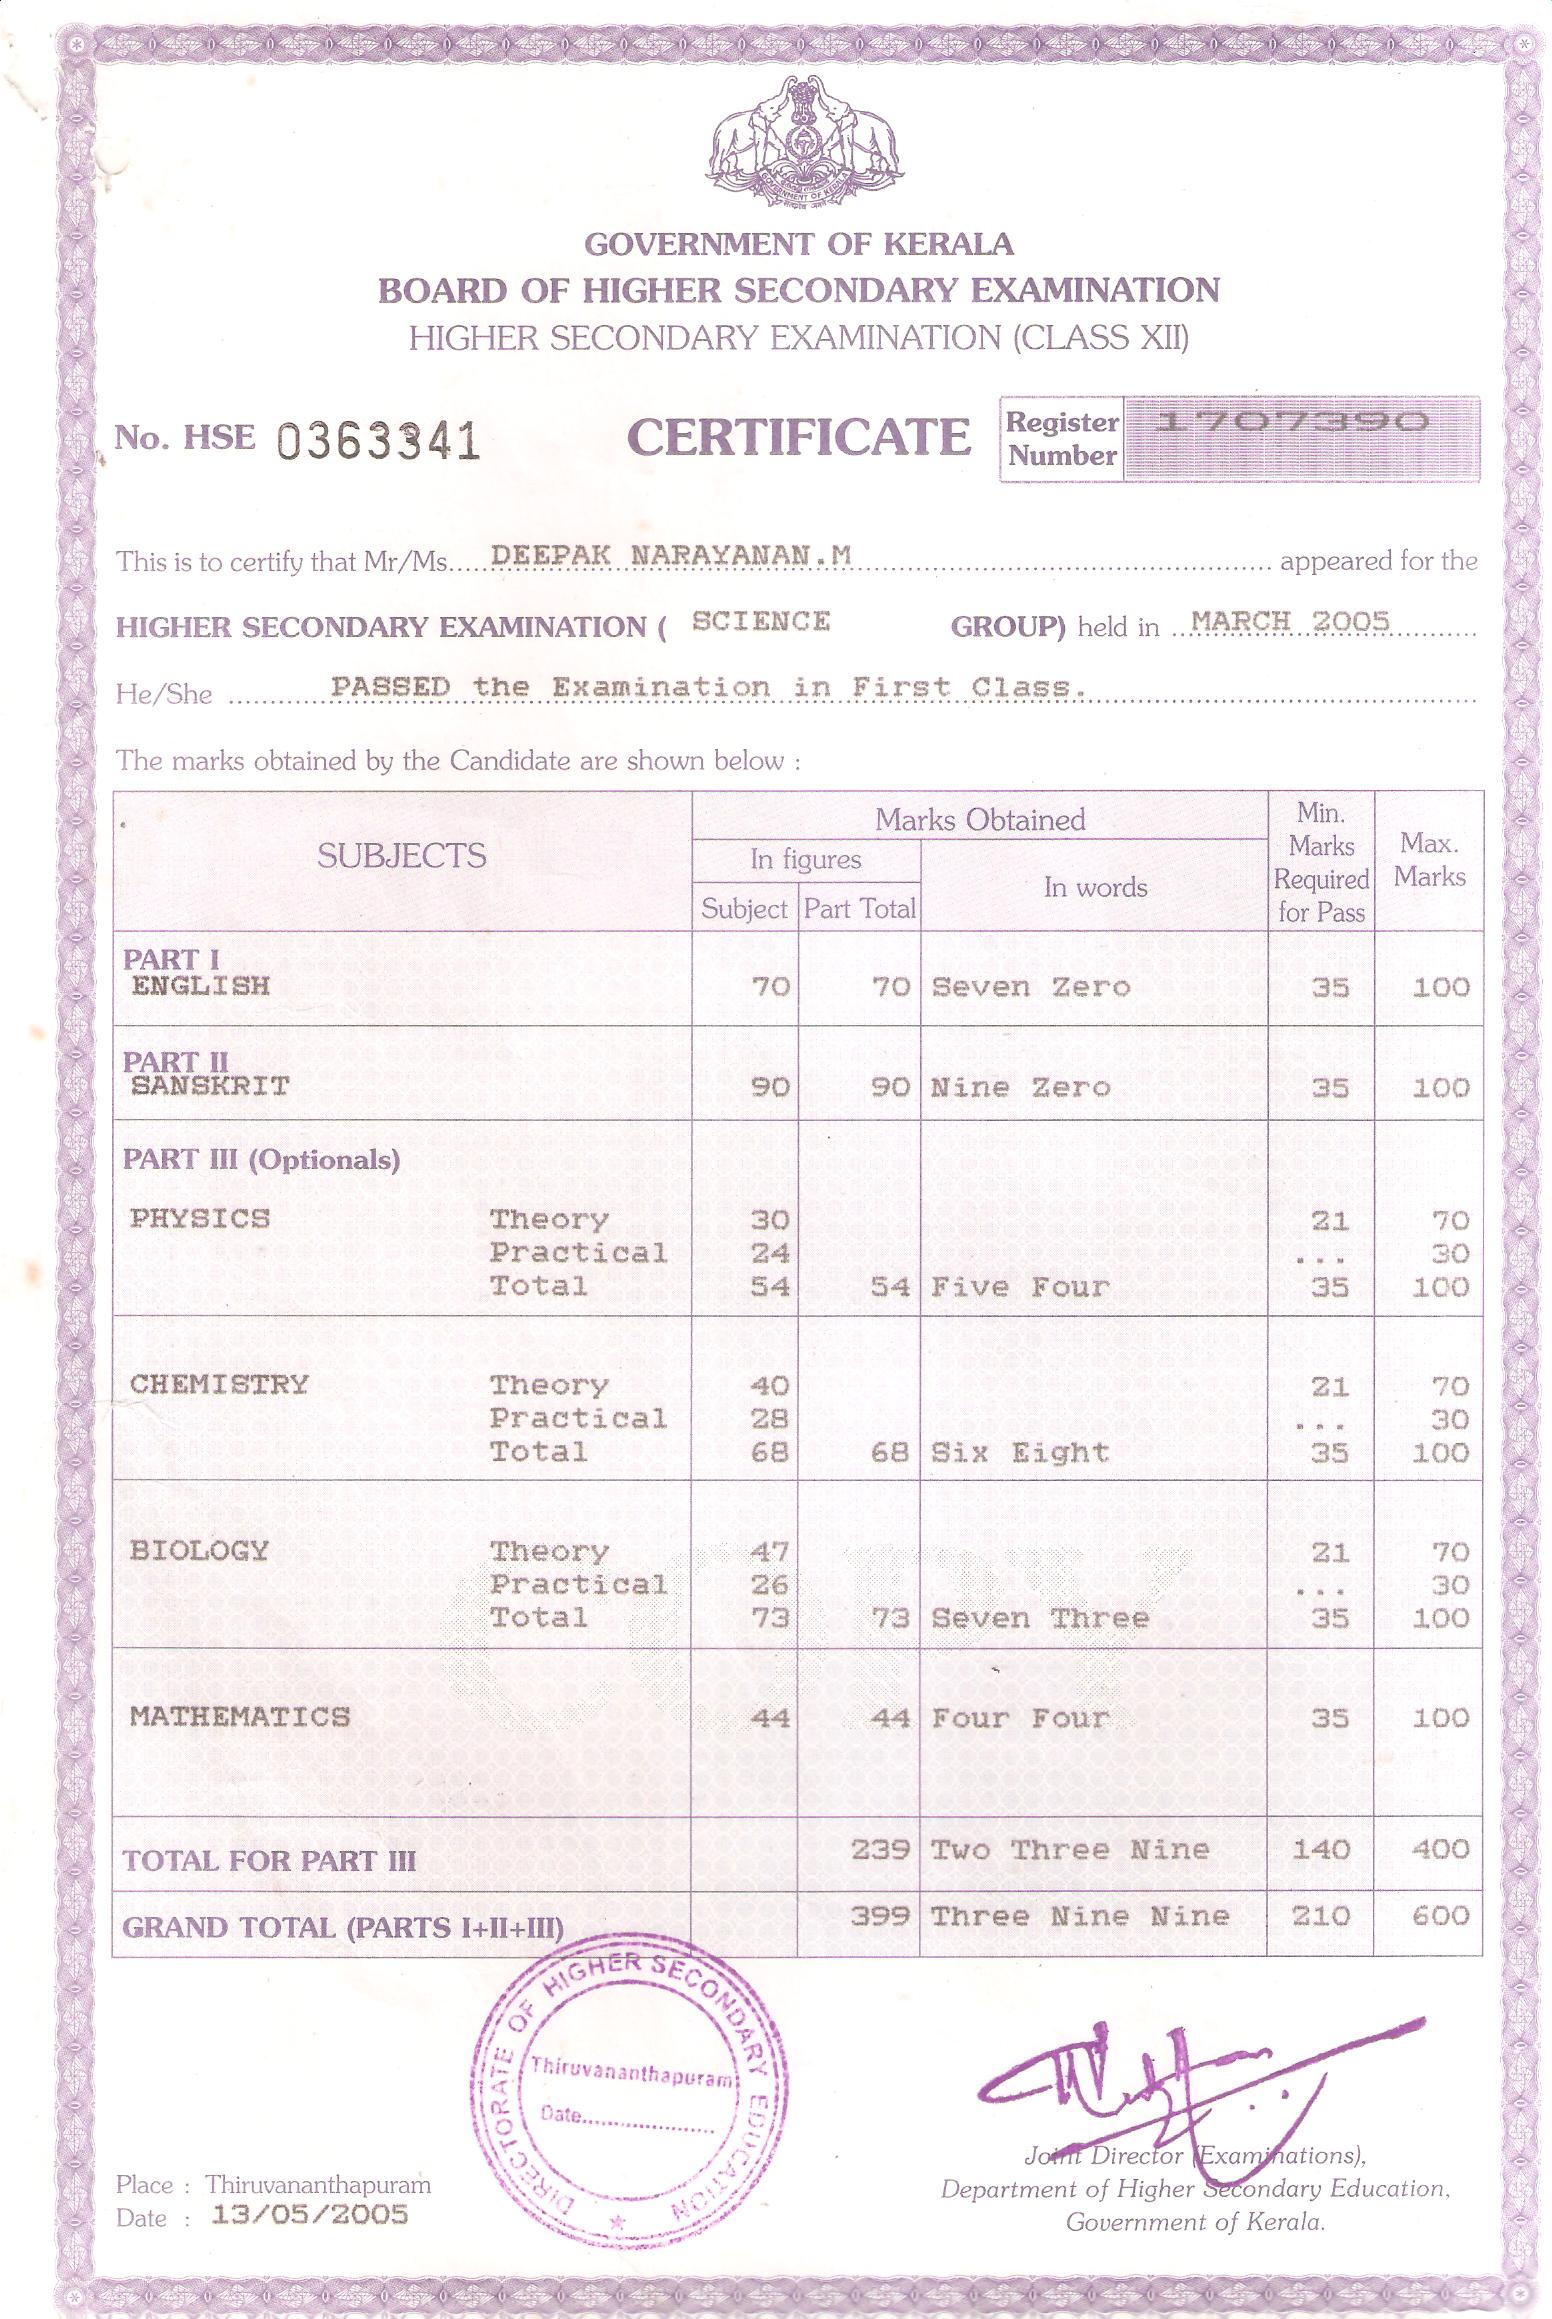 GOVERNMENT OF KERALA
GOVERNMENT OF KERALA
BOARD OF HIGHER SECONDARY EXAMINATION
HIGHER SECONDARY EXAMINATION (CLASS XII)
No. HSE 0363341 CERTIFICATE Register Number 1707390
This is to certify that Mr/Ms..... DEEPAK NARAYANAN.M ..... appeared for the
HIGHER SECONDARY EXAMINATION ( SCIENCE GROUP) held in ..MARCH 2005..........
He/She .......... PASSED the Examination in First Class. ..........
The marks obtained by the Candidate are shown below :
SUBJECTS Marks Obtained Min. Marks Required for Pass Max. Marks
In figures In words
Subject Part Total
PART I
ENGLISH 70 70 Seven Zero 35 100
PART II
SANSKRIT 90 90 Nine Zero 35 100
PART III (Optionals)
PHYSICS Theory 30 21 70
Practical 24 ... 30
Total 54 54 Five Four 35 100
CHEMISTRY Theory 40 21 70
Practical 28 ... 30
Total 68 68 Six Eight 35 100
BIOLOGY Theory 47 21 70
Practical 26 ... 30
Total 73 73 Seven Three 35 100
MATHEMATICS 44 44 Four Four 35 100
TOTAL FOR PART III 239 Two Three Nine 140 400
GRAND TOTAL (PARTS I+II+III) 399 Three Nine Nine 210 600
DIRECTORATE OF HIGHER SECONDARY EDUCATION
Thiruvananthapuram
Date......................
Joint Director (Examinations),
Department of Higher Secondary Education,
Government of Kerala.
Place : Thiruvananthapuram
Date : 13/05/2005